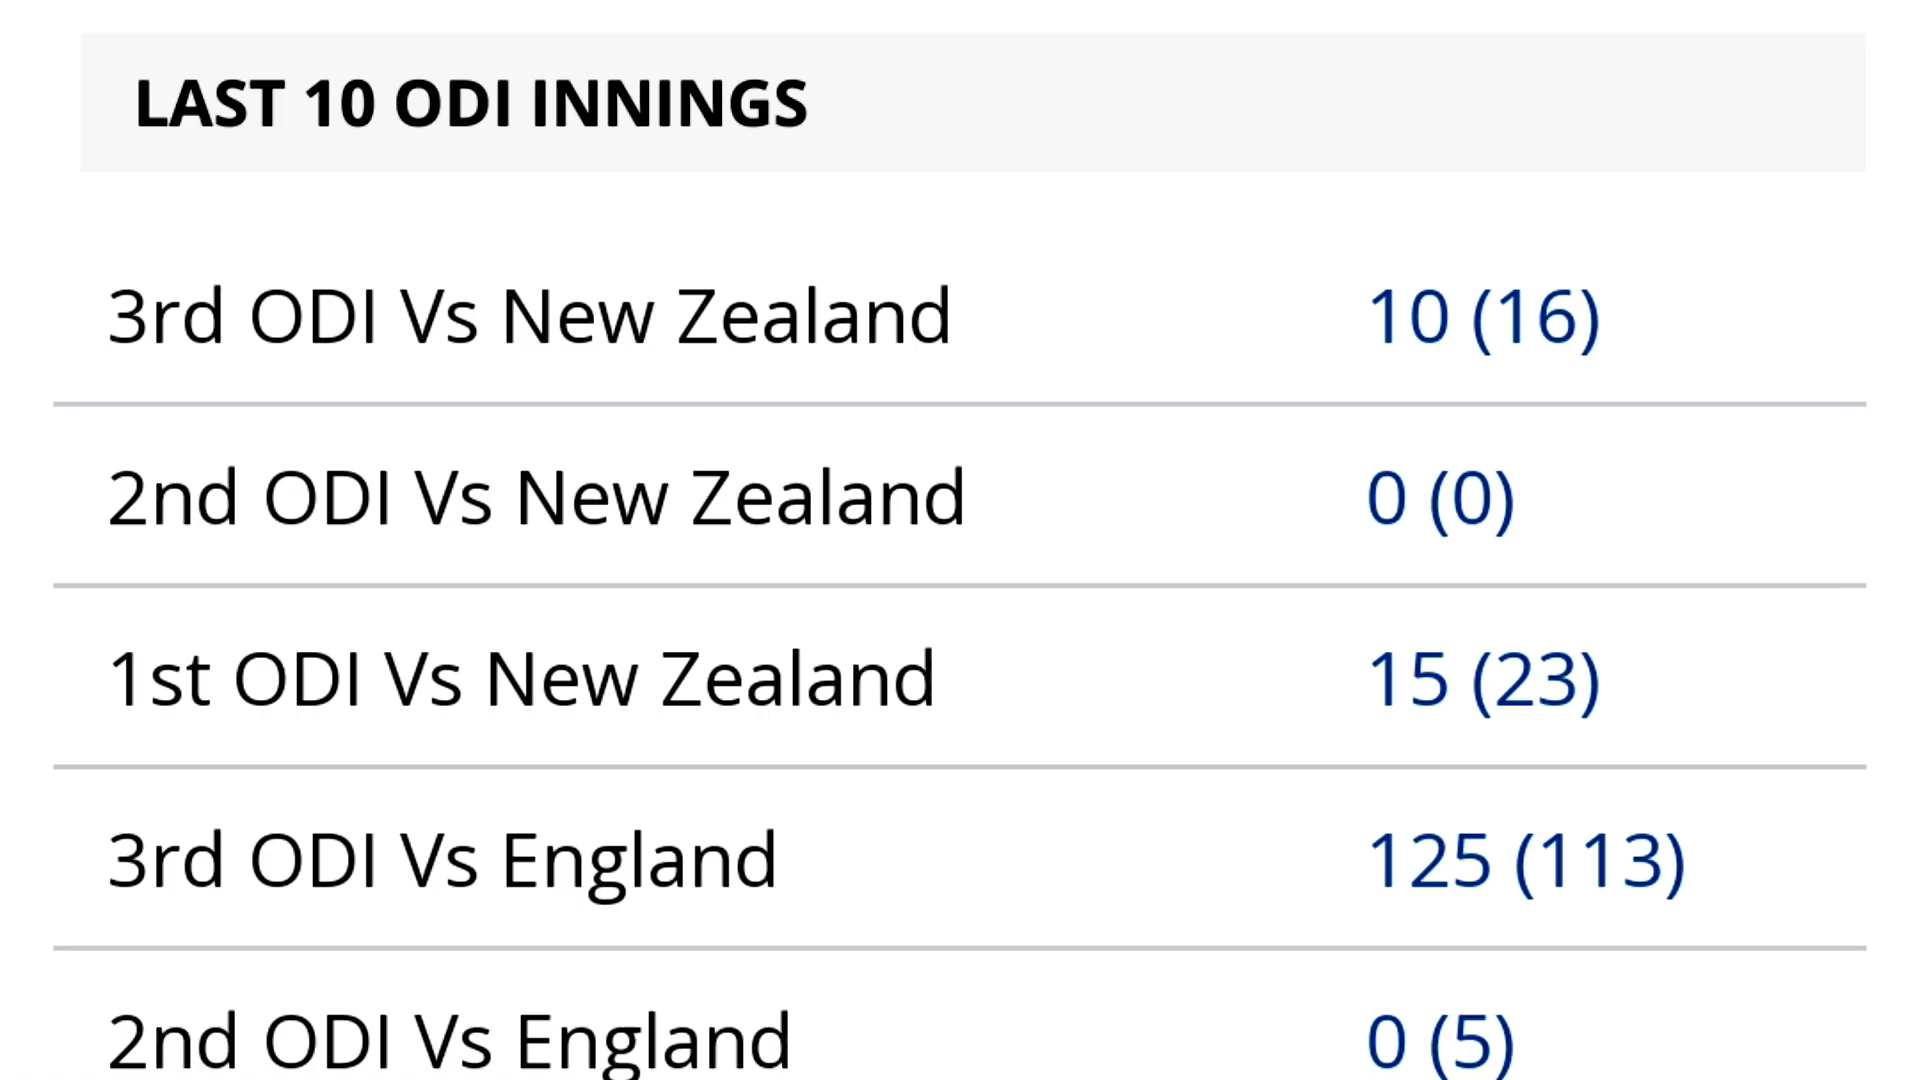 LAST 10 ODI INNINGS
3rd ODI Vs New Zealand 10 (16)
2nd ODI Vs New Zealand 0 (0)
1st ODI Vs New Zealand 15 (23)
3rd ODI Vs England 125 (113)
2nd ODI Vs England 0 (5)